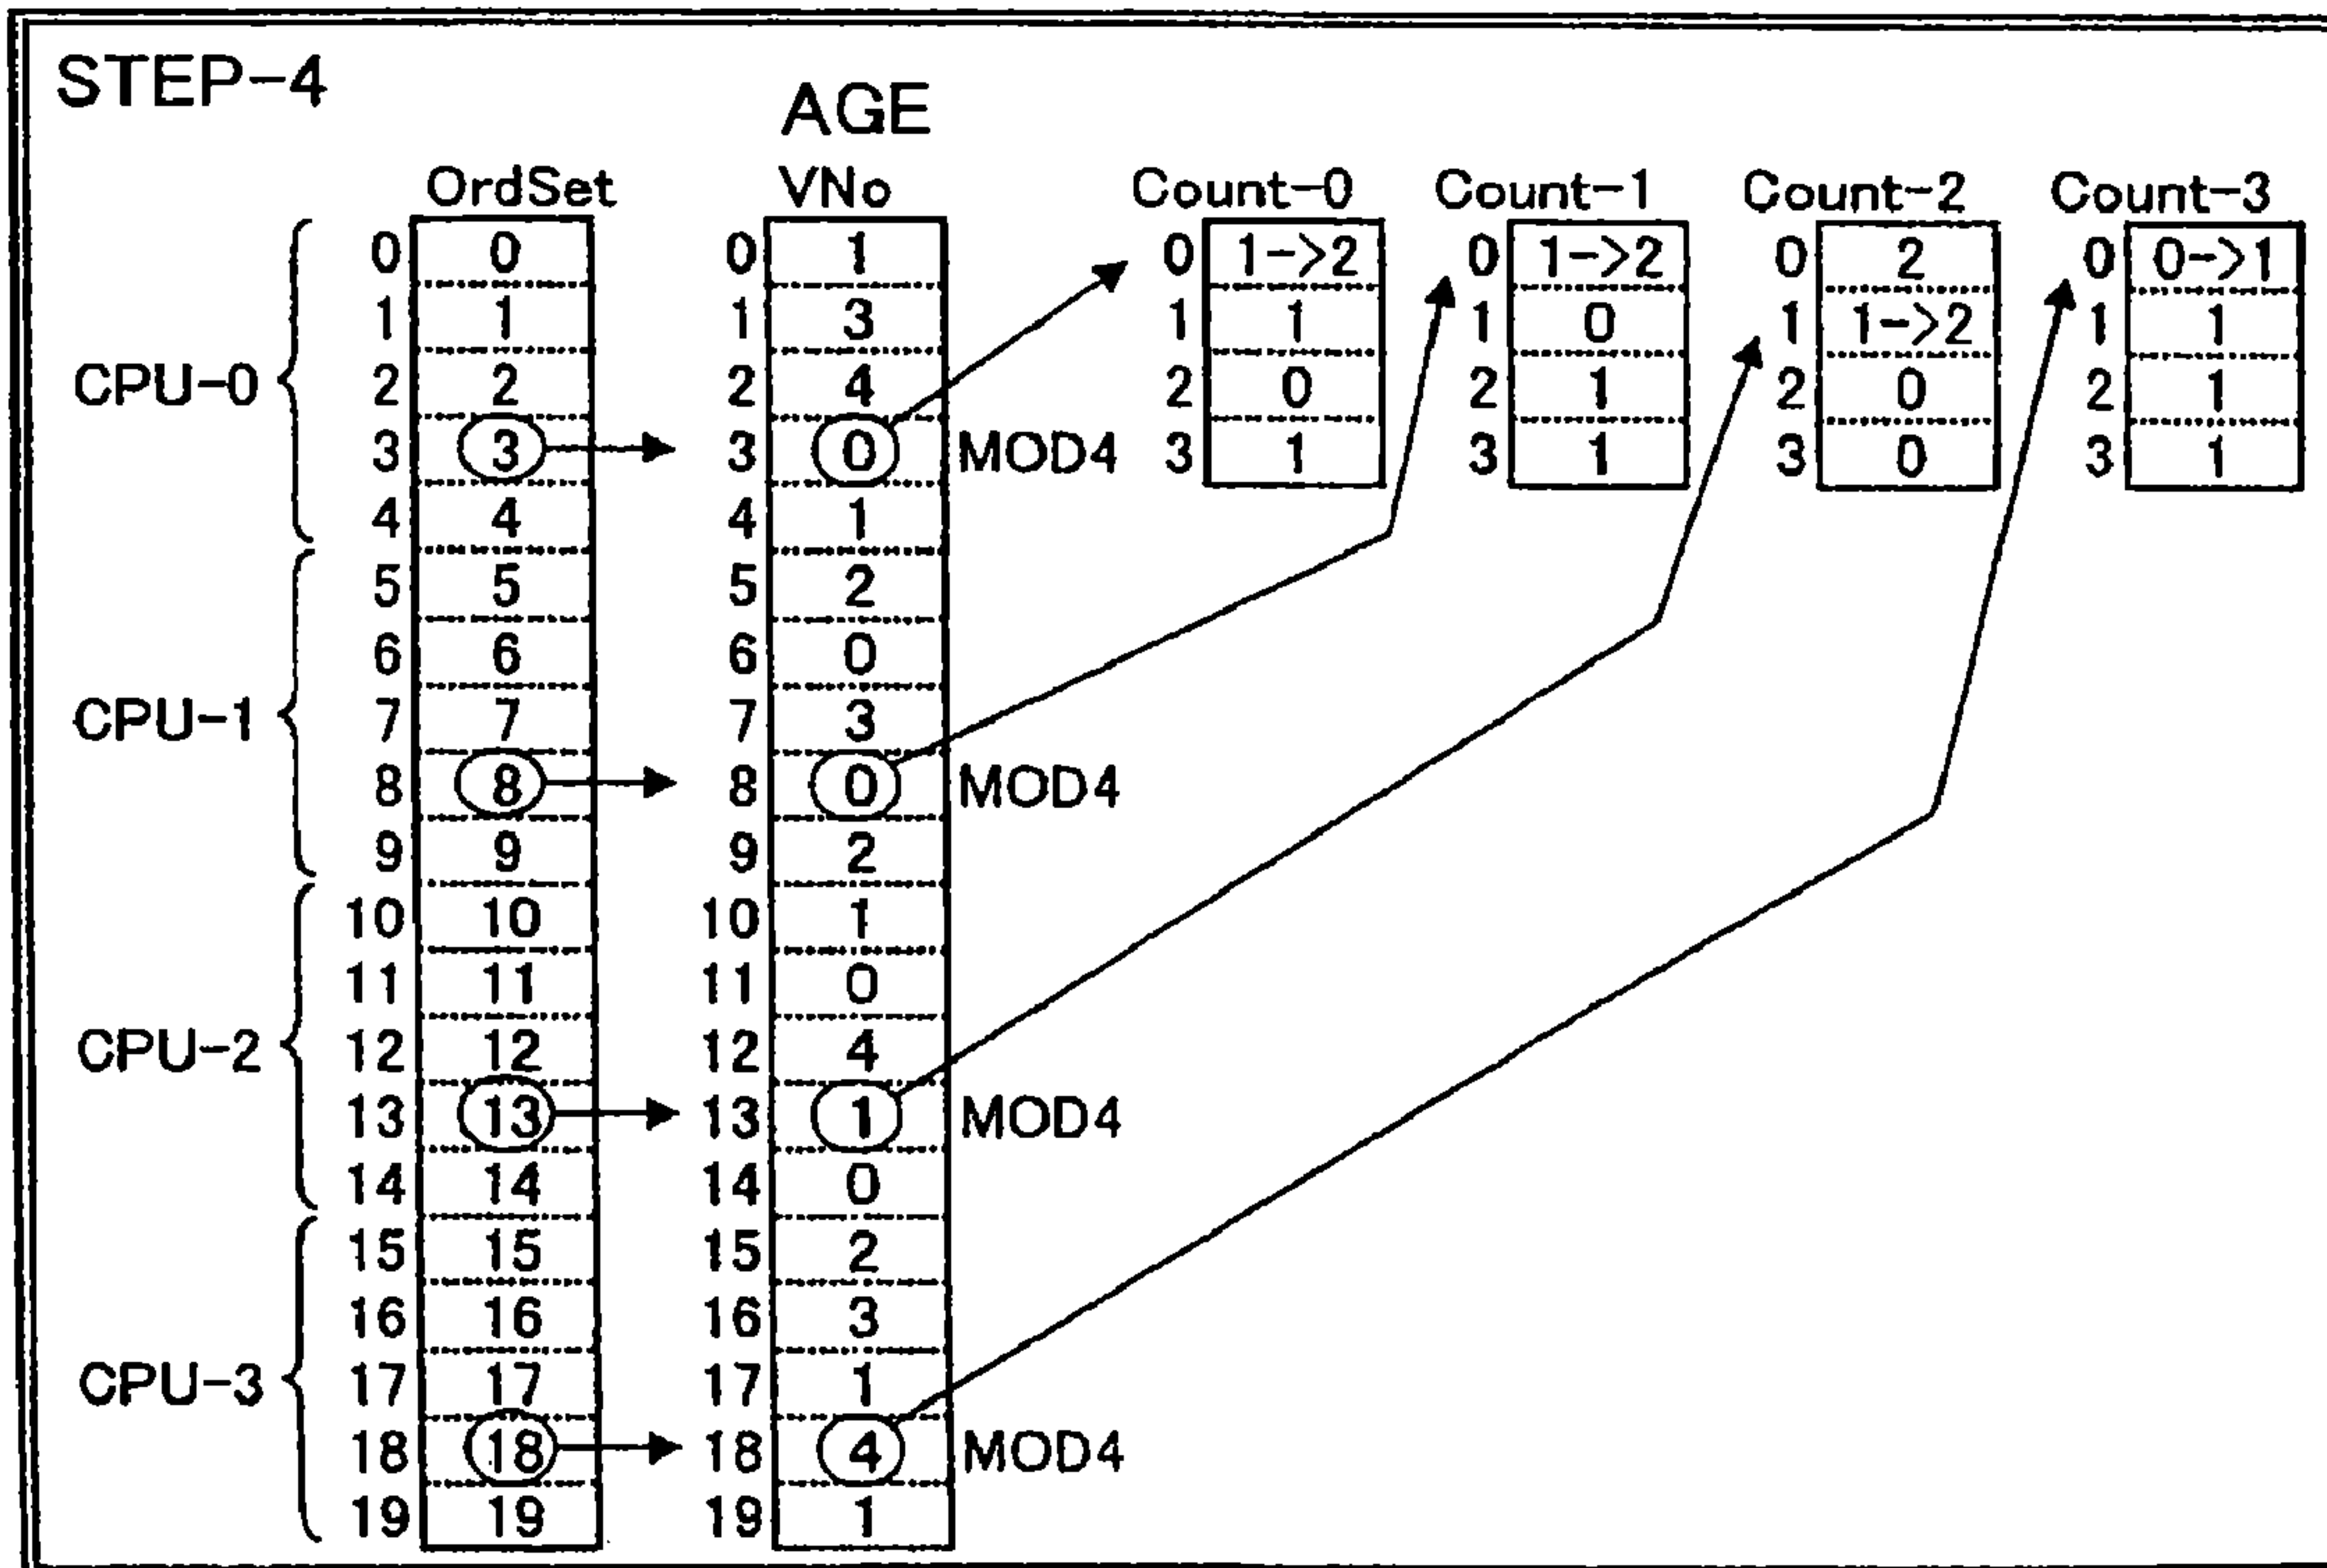 STEP-4
AGE
OrdSet VNo Count-0 Count-1 Count-2 Count-3
0 0 0 1 0 1->2 0 1->2 0 2 0 0->1
1 1 1 3 1 1 1 0 1 1->2 1 1
CPU-0 2 2 2 4 2 0 2 1 2 0 2 1
3 3 3 0 MOD4 3 1 3 1 3 0 3 1
4 4 4 1
5 5 5 2
6 6 6 0
CPU-1 7 7 7 3
8 8 8 0 MOD4
9 9 9 2
10 10 10 1
11 11 11 0
CPU-2 12 12 12 4
13 13 13 1 MOD4
14 14 14 0
15 15 15 2
16 16 16 3
CPU-3 17 17 17 1
18 18 18 4 MOD4
19 19 19 1